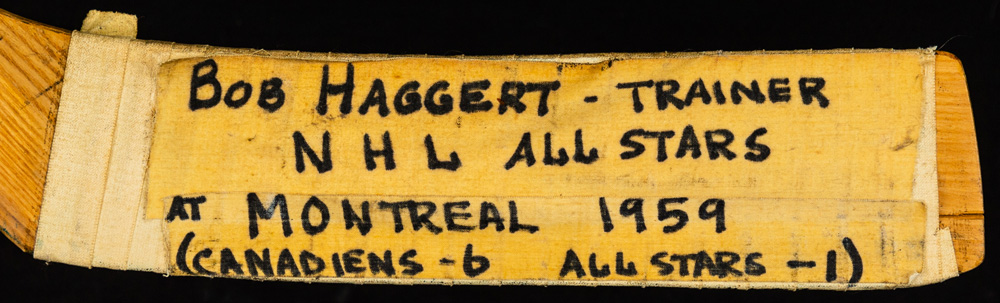 BOB HAGGERT - TRAINER
NHL ALL STARS
AT MONTREAL 1959
(CANADIENS - 6 ALL STARS - 1)